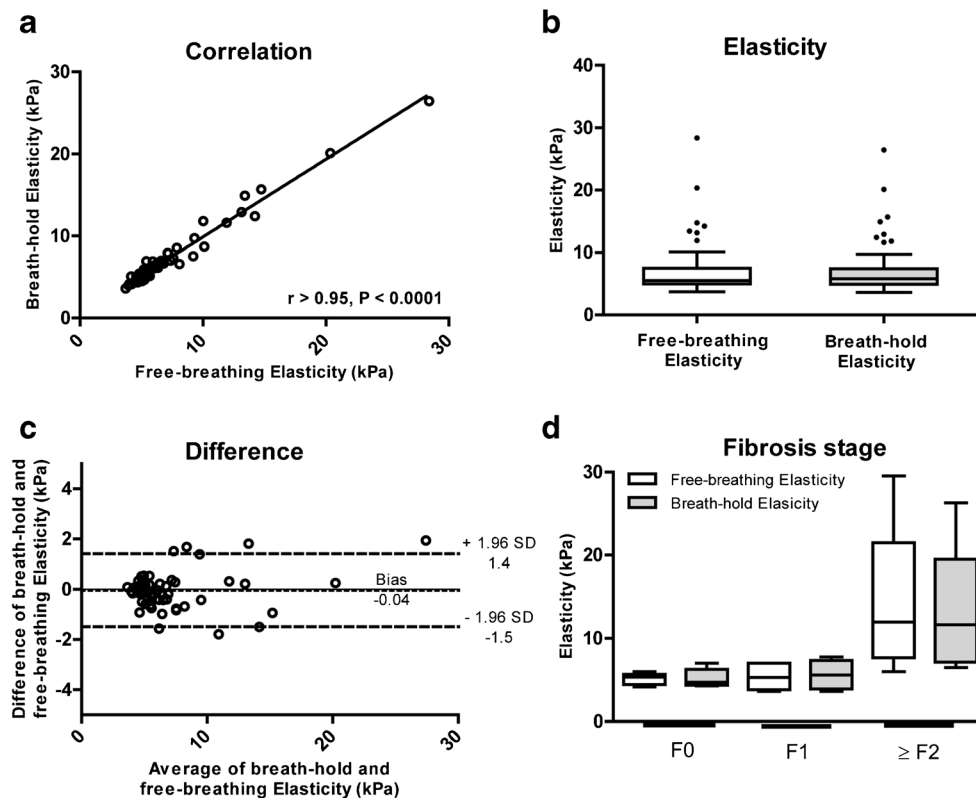 a
Correlation
Breath-hold Elasticity (kPa)
30
20
10
0
r > 0.95, P < 0.0001
0
10
20
30
Free-breathing Elasticity (kPa)
b
Elasticity
Elasticity (kPa)
40
30
20
10
0
Free-breathing
Elasticity
Breath-hold
Elasticity
c
Difference
Difference of breath-hold and
free-breathing Elasticity (kPa)
4
2
0
-2
-4
+ 1.96 SD
1.4
Bias
-0.04
- 1.96 SD
-1.5
0
10
20
30
Average of breath-hold and
free-breathing Elasticity (kPa)
d
Fibrosis stage
Elasticity (kPa)
30
20
10
0
Free-breathing Elasticity
Breath-hold Elasicity
F0
F1
≥ F2